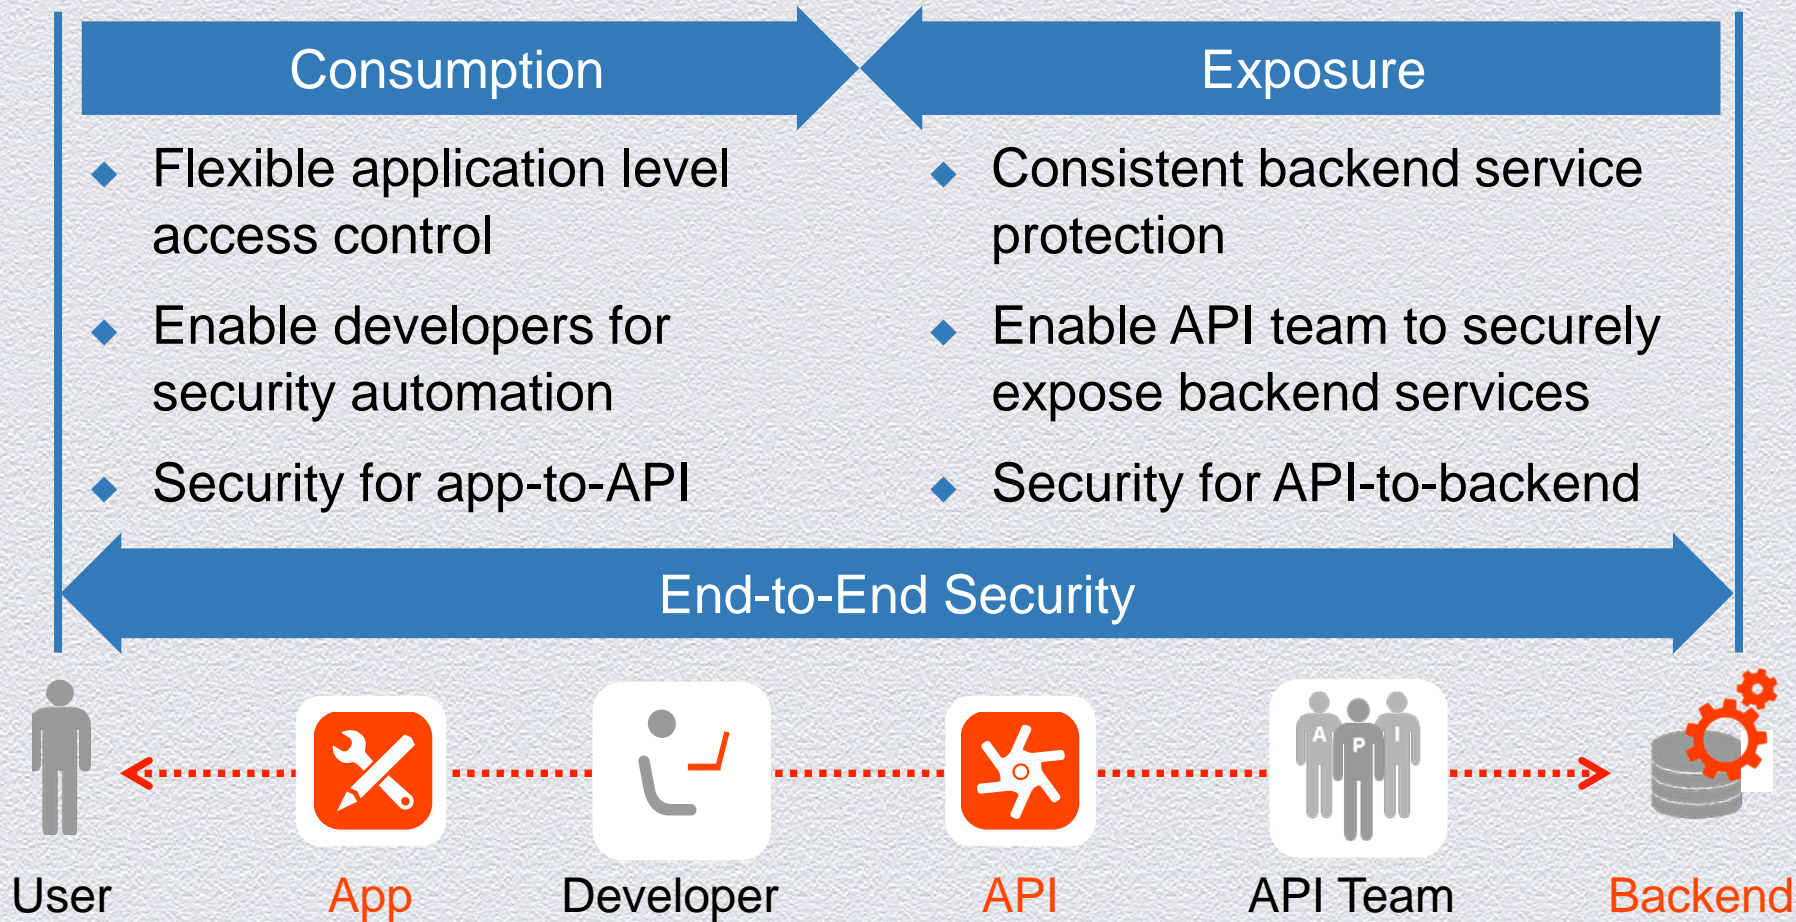 Consumption
Exposure
Flexible application level
access control
Enable developers for
security automation
Security for app-to-API
Consistent backend service
protection
Enable API team to securely
expose backend services
Security for API-to-backend
End-to-End Security
A P I
User
App
Developer
API
API Team
Backend